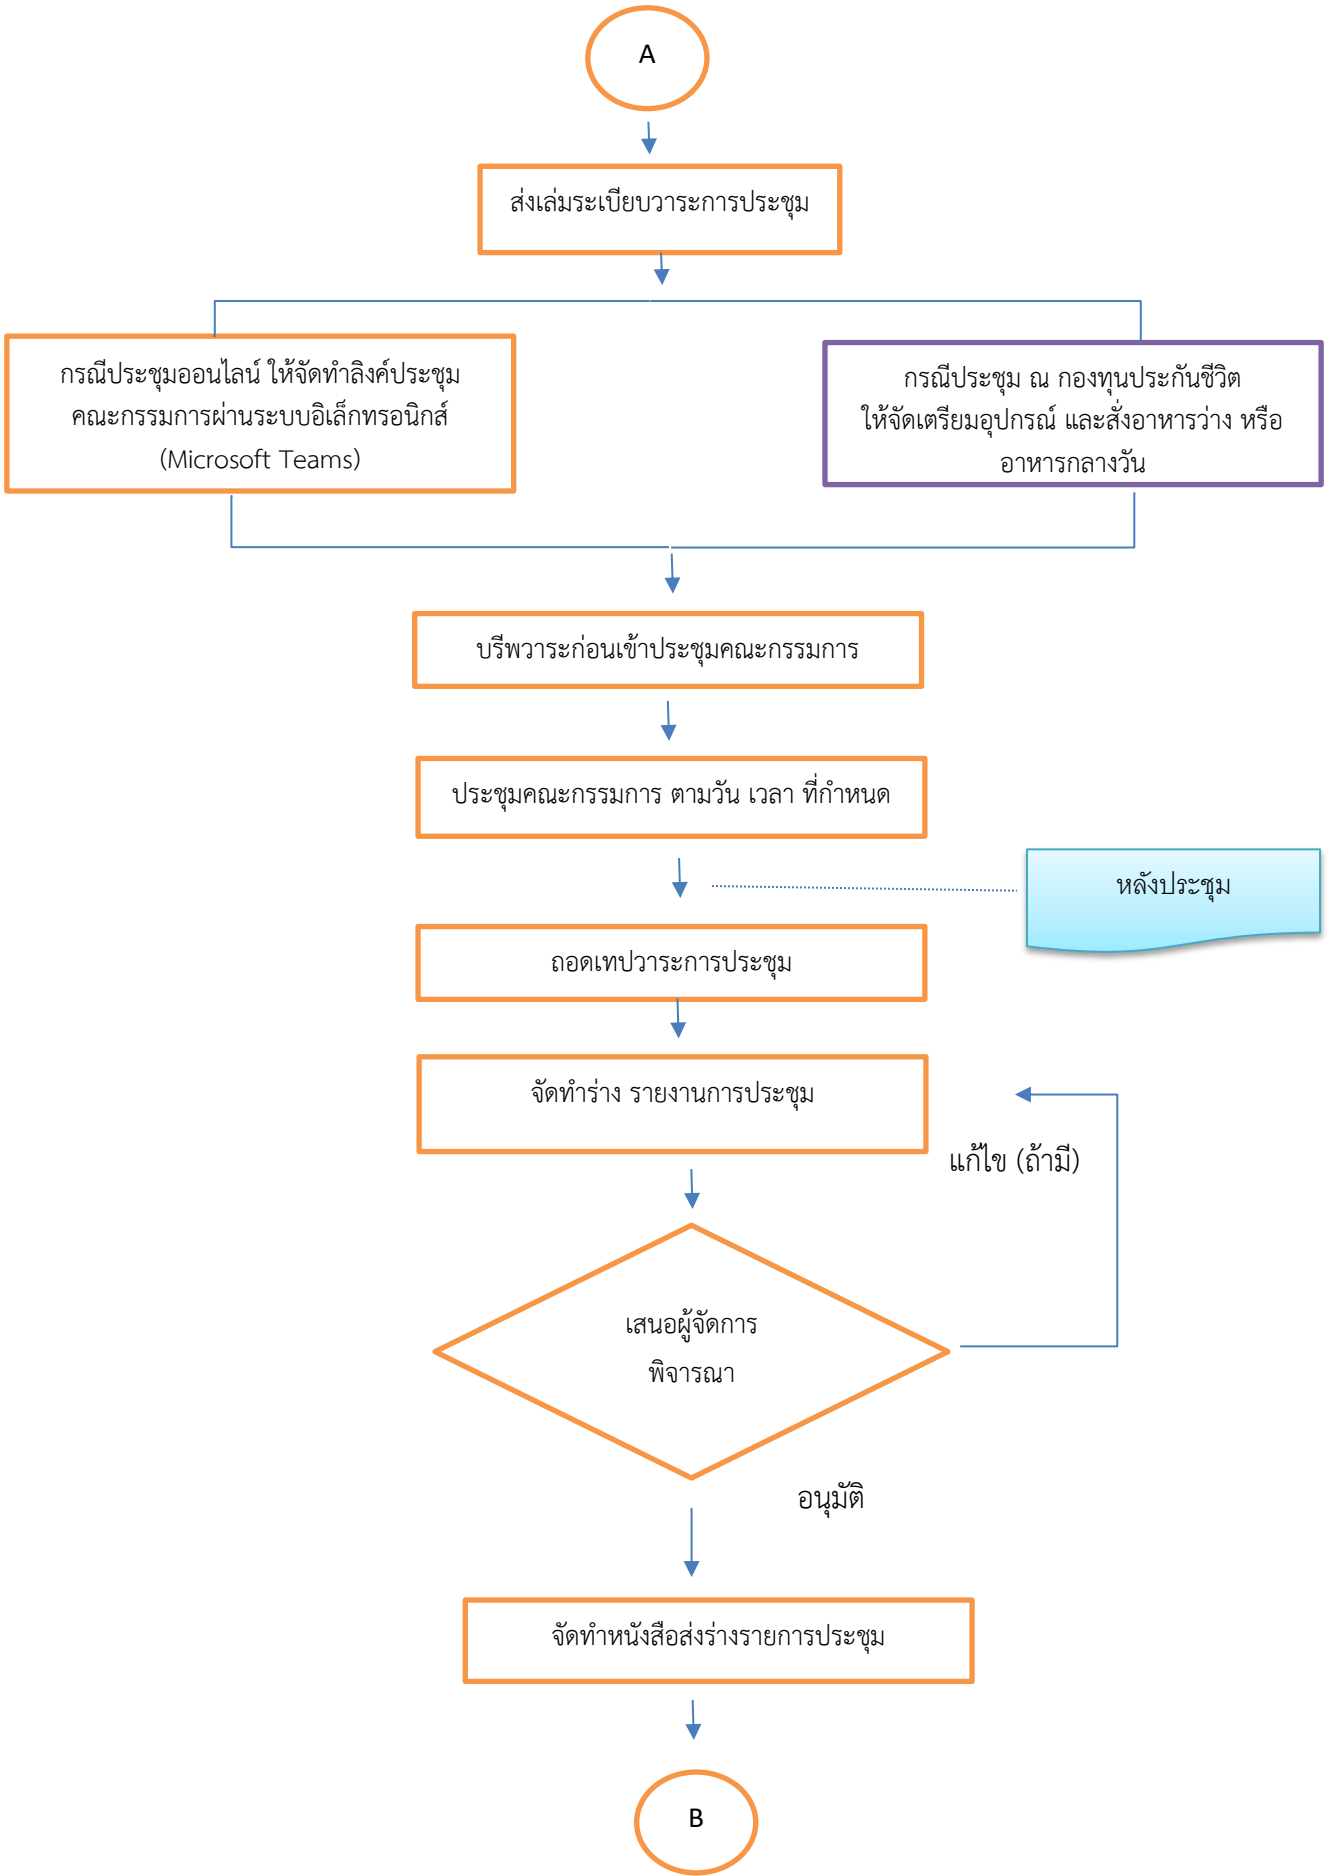 A
ส่งเล่มระเบียบวาระการประชุม
กรณีประชุมออนไลน์ ให้จัดทำลิงค์ประชุม
คณะกรรมการผ่านระบบอิเล็กทรอนิกส์
(Microsoft Teams)
กรณีประชุม ณ กองทุนประกันชีวิต
ให้จัดเตรียมอุปกรณ์ และสั่งอาหารว่าง หรือ
อาหารกลางวัน
บรีพวาระก่อนเข้าประชุมคณะกรรมการ
ประชุมคณะกรรมการ ตามวัน เวลา ที่กำหนด
หลังประชุม
ถอดเทปวาระการประชุม
จัดทำร่าง รายงานการประชุม
แก้ไข (ถ้ามี)
เสนอผู้จัดการ
พิจารณา
อนุมัติ
จัดทำหนังสือส่งร่างรายการประชุม
B